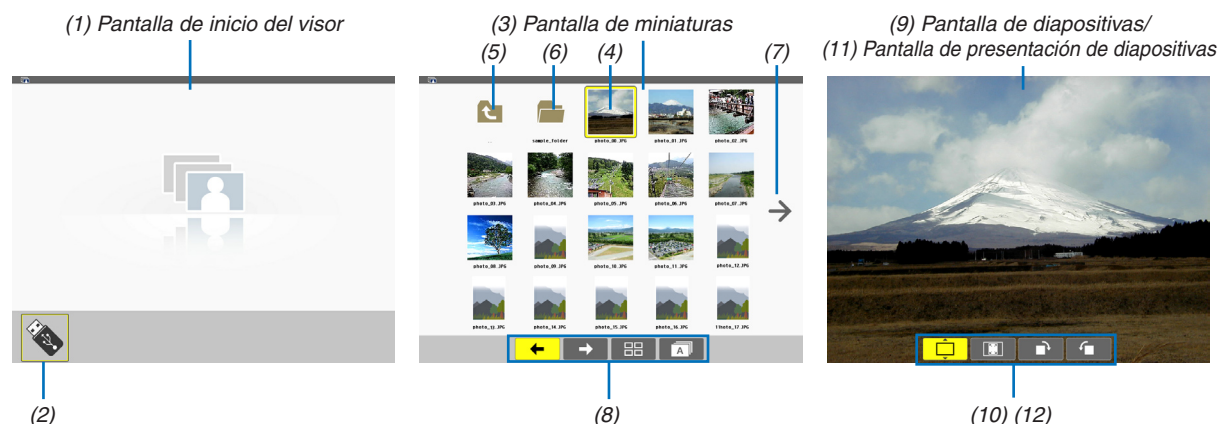 (1) Pantalla de inicio del visor
(3) Pantalla de miniaturas
(9) Pantalla de diapositivas/
(11) Pantalla de presentación de diapositivas
(5) (6) (4) (7)
sample_folder photo_00.JPG photo_01.JPG photo_02.JPG
photo_03.JPG photo_04.JPG photo_05.JPG photo_06.JPG photo_07.JPG
photo_08.JPG photo_09.JPG photo_10.JPG photo_11.JPG photo_12.JPG
photo_13.JPG photo_14.JPG photo_15.JPG photo_16.JPG
A
(2)
(8)
(10) (12)